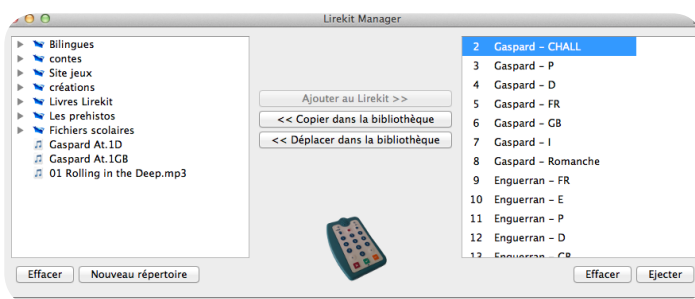 Lirekit Manager
Bilingues
contes
Site jeux
créations
Livres Lirekit
Les prehistos
Fichiers scolaires
Gaspard At.1D
Gaspard At.1GB
01 Rolling in the Deep.mp3
Effacer
Nouveau répertoire
Ajouter au Lirekit >>
<< Copier dans la bibliothèque
<< Déplacer dans la bibliothèque
2 Gaspard - CHALL
3 Gaspard - P
4 Gaspard - D
5 Gaspard - FR
6 Gaspard - GB
7 Gaspard - I
8 Gaspard - Romanche
9 Enguerran - FR
10 Enguerran - E
11 Enguerran - P
12 Enguerran - D
13 Enguerran - GB
Effacer
Ejecter